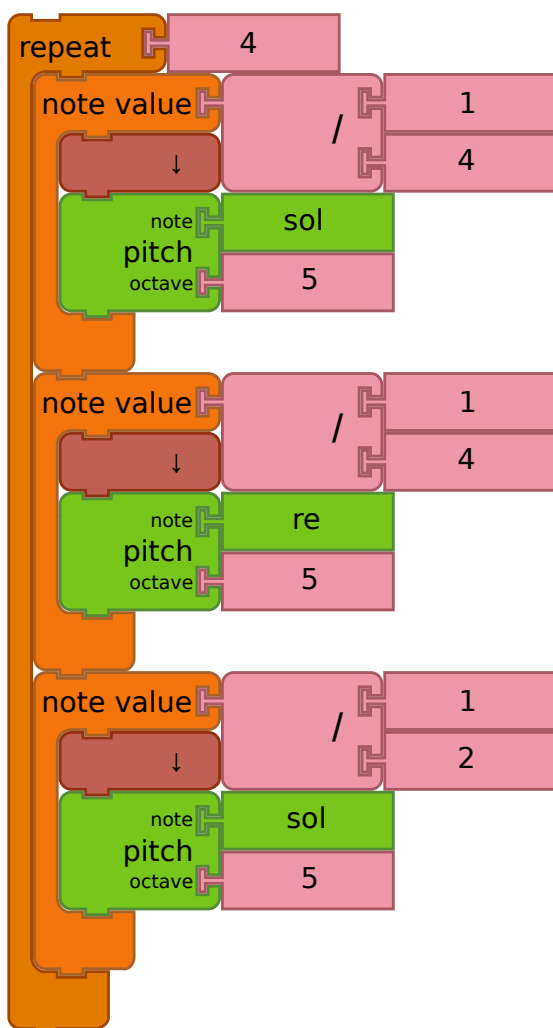 repeat 4
note value / 1
4
↓
note sol
pitch
octave 5
note value / 1
4
↓
note re
pitch
octave 5
note value / 1
2
↓
note sol
pitch
octave 5